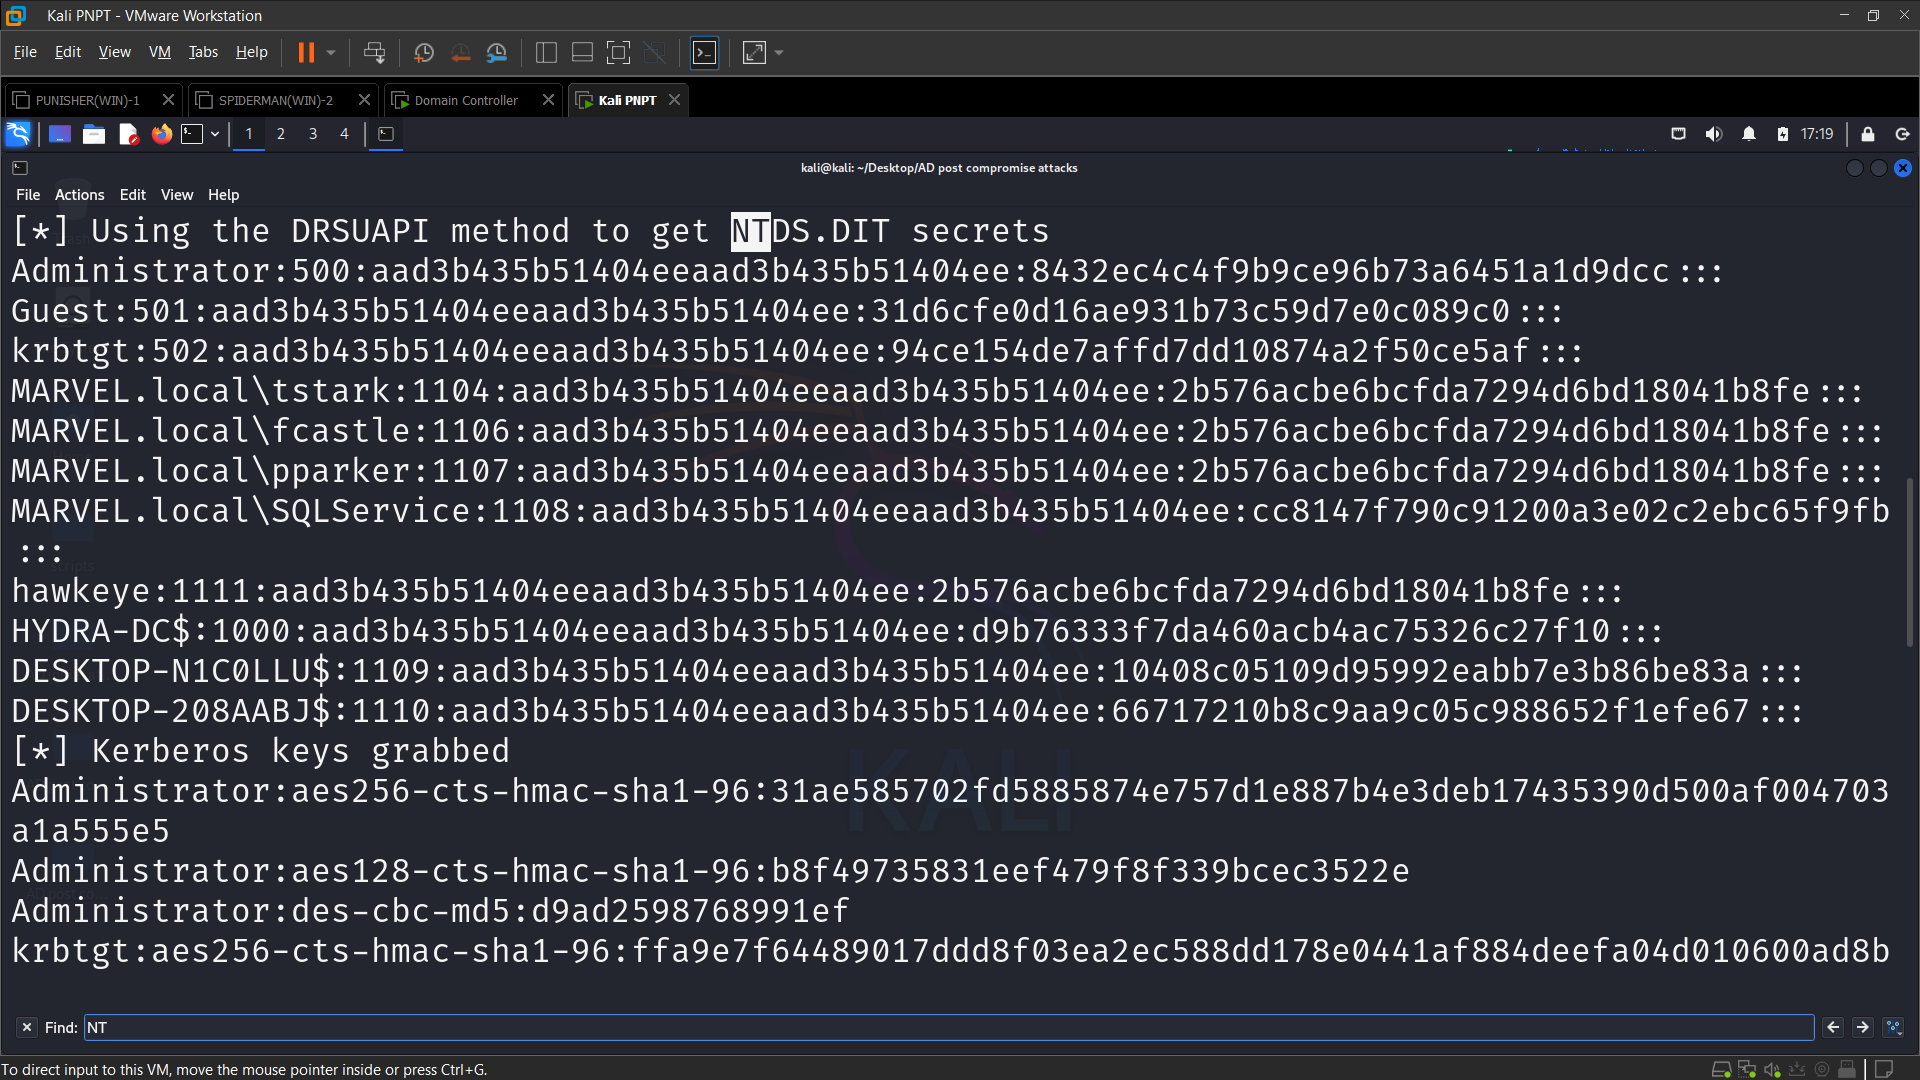 Kali PNPT - VMware Workstation
File Edit View VM Tabs Help
PUNISHER(WIN)-1 SPIDERMAN(WIN)-2 Domain Controller Kali PNPT
1 2 3 4 17:19
kali@kali: ~/Desktop/AD post compromise attacks
File Actions Edit View Help
[*] Using the DRSUAPI method to get NTDS.DIT secrets
Administrator:500:aad3b435b51404eeaad3b435b51404ee:8432ec4c4f9b9ce96b73a6451a1d9dcc:::
Guest:501:aad3b435b51404eeaad3b435b51404ee:31d6cfe0d16ae931b73c59d7e0c089c0:::
krbtgt:502:aad3b435b51404eeaad3b435b51404ee:94ce154de7affd7dd10874a2f50ce5af:::
MARVEL.local\tstark:1104:aad3b435b51404eeaad3b435b51404ee:2b576acbe6bcfda7294d6bd18041b8fe:::
MARVEL.local\fcastle:1106:aad3b435b51404eeaad3b435b51404ee:2b576acbe6bcfda7294d6bd18041b8fe:::
MARVEL.local\pparker:1107:aad3b435b51404eeaad3b435b51404ee:2b576acbe6bcfda7294d6bd18041b8fe:::
MARVEL.local\SQLService:1108:aad3b435b51404eeaad3b435b51404ee:cc8147f790c91200a3e02c2ebc65f9fb
:::
hawkeye:1111:aad3b435b51404eeaad3b435b51404ee:2b576acbe6bcfda7294d6bd18041b8fe:::
HYDRA-DC$:1000:aad3b435b51404eeaad3b435b51404ee:d9b76333f7da460acb4ac75326c27f10:::
DESKTOP-N1C0LLU$:1109:aad3b435b51404eeaad3b435b51404ee:10408c05109d95992eabb7e3b86be83a:::
DESKTOP-208AABJ$:1110:aad3b435b51404eeaad3b435b51404ee:66717210b8c9aa9c05c988652f1efe67:::
[*] Kerberos keys grabbed
Administrator:aes256-cts-hmac-sha1-96:31ae585702fd5885874e757d1e887b4e3deb17435390d500af004703
a1a555e5
Administrator:aes128-cts-hmac-sha1-96:b8f49735831eef479f8f339bcec3522e
Administrator:des-cbc-md5:d9ad2598768991ef
krbtgt:aes256-cts-hmac-sha1-96:ffa9e7f64489017ddd8f03ea2ec588dd178e0441af884deefa04d010600ad8b
KALI
Find: NT
To direct input to this VM, move the mouse pointer inside or press Ctrl+G.